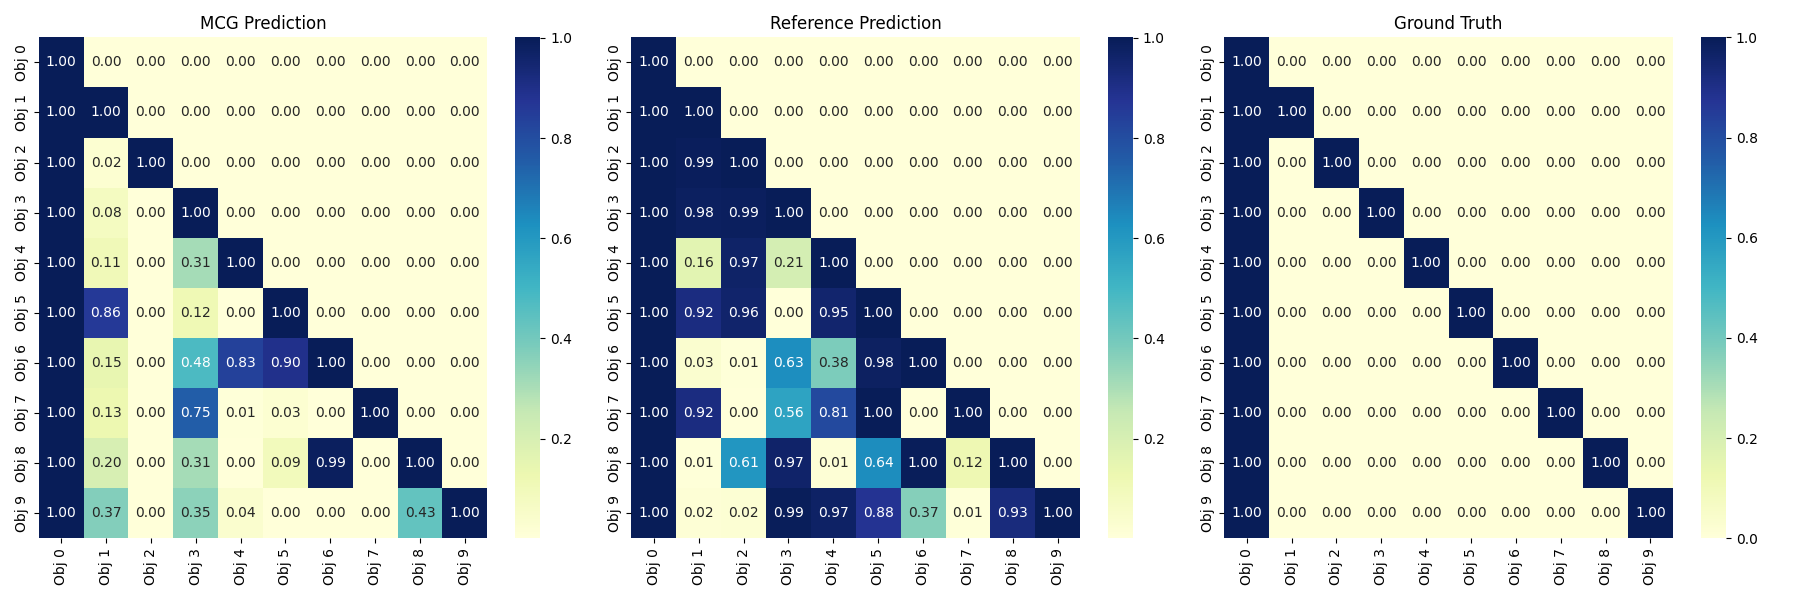 MCG Prediction
Obj 0 1.00 0.00 0.00 0.00 0.00 0.00 0.00 0.00 0.00 0.00
Obj 1 1.00 1.00 0.00 0.00 0.00 0.00 0.00 0.00 0.00 0.00
Obj 2 1.00 0.02 1.00 0.00 0.00 0.00 0.00 0.00 0.00 0.00
Obj 3 1.00 0.08 0.00 1.00 0.00 0.00 0.00 0.00 0.00 0.00
Obj 4 1.00 0.11 0.00 0.31 1.00 0.00 0.00 0.00 0.00 0.00
Obj 5 1.00 0.86 0.00 0.12 0.00 1.00 0.00 0.00 0.00 0.00
Obj 6 1.00 0.15 0.00 0.48 0.83 0.90 1.00 0.00 0.00 0.00
Obj 7 1.00 0.13 0.00 0.75 0.01 0.03 0.00 1.00 0.00 0.00
Obj 8 1.00 0.20 0.00 0.31 0.00 0.09 0.99 0.00 1.00 0.00
Obj 9 1.00 0.37 0.00 0.35 0.04 0.00 0.00 0.00 0.43 1.00
Obj 0 Obj 1 Obj 2 Obj 3 Obj 4 Obj 5 Obj 6 Obj 7 Obj 8 Obj 9
1.0
0.8
0.6
0.4
0.2
Reference Prediction
Obj 0 1.00 0.00 0.00 0.00 0.00 0.00 0.00 0.00 0.00 0.00
Obj 1 1.00 1.00 0.00 0.00 0.00 0.00 0.00 0.00 0.00 0.00
Obj 2 1.00 0.99 1.00 0.00 0.00 0.00 0.00 0.00 0.00 0.00
Obj 3 1.00 0.98 0.99 1.00 0.00 0.00 0.00 0.00 0.00 0.00
Obj 4 1.00 0.16 0.97 0.21 1.00 0.00 0.00 0.00 0.00 0.00
Obj 5 1.00 0.92 0.96 0.00 0.95 1.00 0.00 0.00 0.00 0.00
Obj 6 1.00 0.03 0.01 0.63 0.38 0.98 1.00 0.00 0.00 0.00
Obj 7 1.00 0.92 0.00 0.56 0.81 1.00 0.00 1.00 0.00 0.00
Obj 8 1.00 0.01 0.61 0.97 0.01 0.64 1.00 0.12 1.00 0.00
Obj 9 1.00 0.02 0.02 0.99 0.97 0.88 0.37 0.01 0.93 1.00
Obj 0 Obj 1 Obj 2 Obj 3 Obj 4 Obj 5 Obj 6 Obj 7 Obj 8 Obj 9
1.0
0.8
0.6
0.4
0.2
Ground Truth
Obj 0 1.00 0.00 0.00 0.00 0.00 0.00 0.00 0.00 0.00 0.00
Obj 1 1.00 1.00 0.00 0.00 0.00 0.00 0.00 0.00 0.00 0.00
Obj 2 1.00 0.00 1.00 0.00 0.00 0.00 0.00 0.00 0.00 0.00
Obj 3 1.00 0.00 0.00 1.00 0.00 0.00 0.00 0.00 0.00 0.00
Obj 4 1.00 0.00 0.00 0.00 1.00 0.00 0.00 0.00 0.00 0.00
Obj 5 1.00 0.00 0.00 0.00 0.00 1.00 0.00 0.00 0.00 0.00
Obj 6 1.00 0.00 0.00 0.00 0.00 0.00 1.00 0.00 0.00 0.00
Obj 7 1.00 0.00 0.00 0.00 0.00 0.00 0.00 1.00 0.00 0.00
Obj 8 1.00 0.00 0.00 0.00 0.00 0.00 0.00 0.00 1.00 0.00
Obj 9 1.00 0.00 0.00 0.00 0.00 0.00 0.00 0.00 0.00 1.00
Obj 0 Obj 1 Obj 2 Obj 3 Obj 4 Obj 5 Obj 6 Obj 7 Obj 8 Obj 9
1.0
0.8
0.6
0.4
0.2
0.0